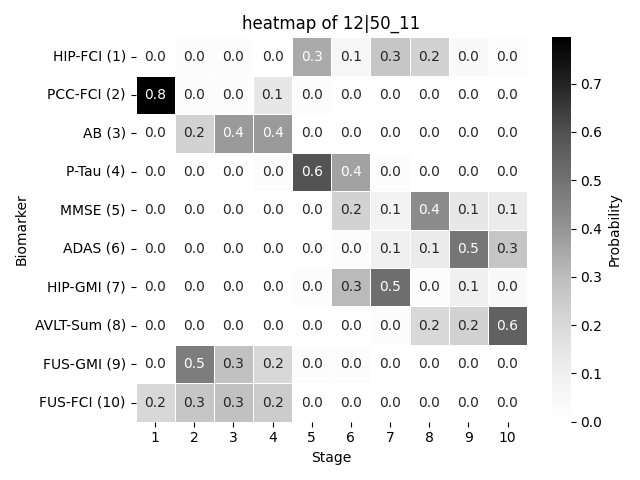 heatmap of 12|50_11
HIP-FCI (1) 0.0 0.0 0.0 0.0 0.3 0.1 0.3 0.2 0.0 0.0
PCC-FCI (2) 0.8 0.0 0.0 0.1 0.0 0.0 0.0 0.0 0.0 0.0
AB (3) 0.0 0.2 0.4 0.4 0.0 0.0 0.0 0.0 0.0 0.0
P-Tau (4) 0.0 0.0 0.0 0.0 0.6 0.4 0.0 0.0 0.0 0.0
MMSE (5) 0.0 0.0 0.0 0.0 0.0 0.2 0.1 0.4 0.1 0.1
ADAS (6) 0.0 0.0 0.0 0.0 0.0 0.0 0.1 0.1 0.5 0.3
HIP-GMI (7) 0.0 0.0 0.0 0.0 0.0 0.3 0.5 0.0 0.1 0.0
AVLT-Sum (8) 0.0 0.0 0.0 0.0 0.0 0.0 0.0 0.2 0.2 0.6
FUS-GMI (9) 0.0 0.5 0.3 0.2 0.0 0.0 0.0 0.0 0.0 0.0
FUS-FCI (10) 0.2 0.3 0.3 0.2 0.0 0.0 0.0 0.0 0.0 0.0
1 2 3 4 5 6 7 8 9 10
Stage
Biomarker
0.7
0.6
0.5
0.4
0.3
0.2
0.1
0.0
Probability